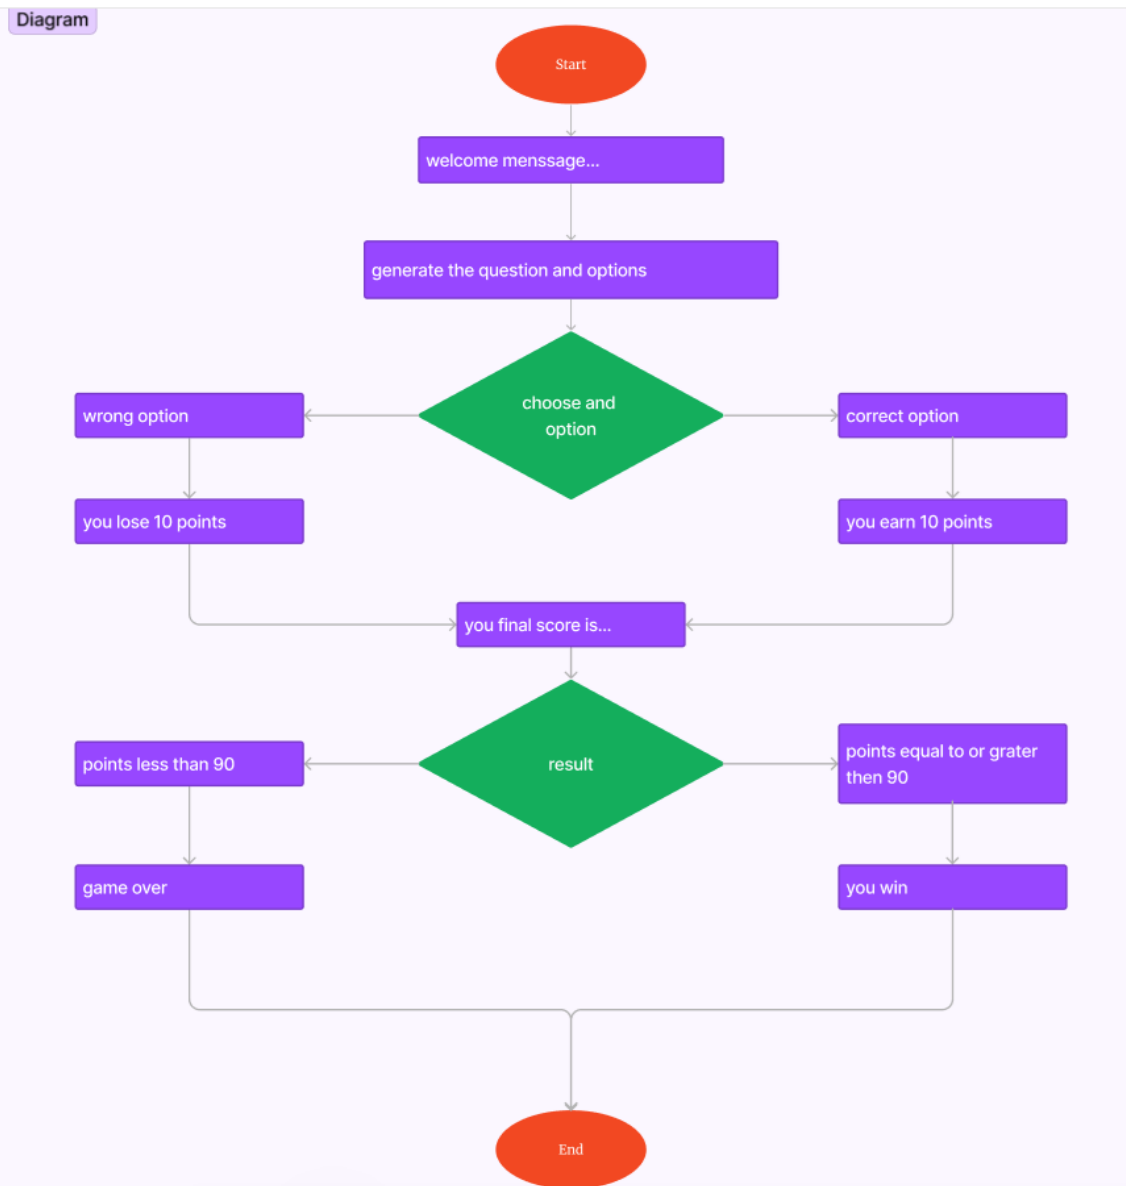 Diagram
Start
welcome menssage...
generate the question and options
choose and
option
wrong option
correct option
you lose 10 points
you earn 10 points
you final score is...
result
points less than 90
points equal to or grater
then 90
game over
you win
End